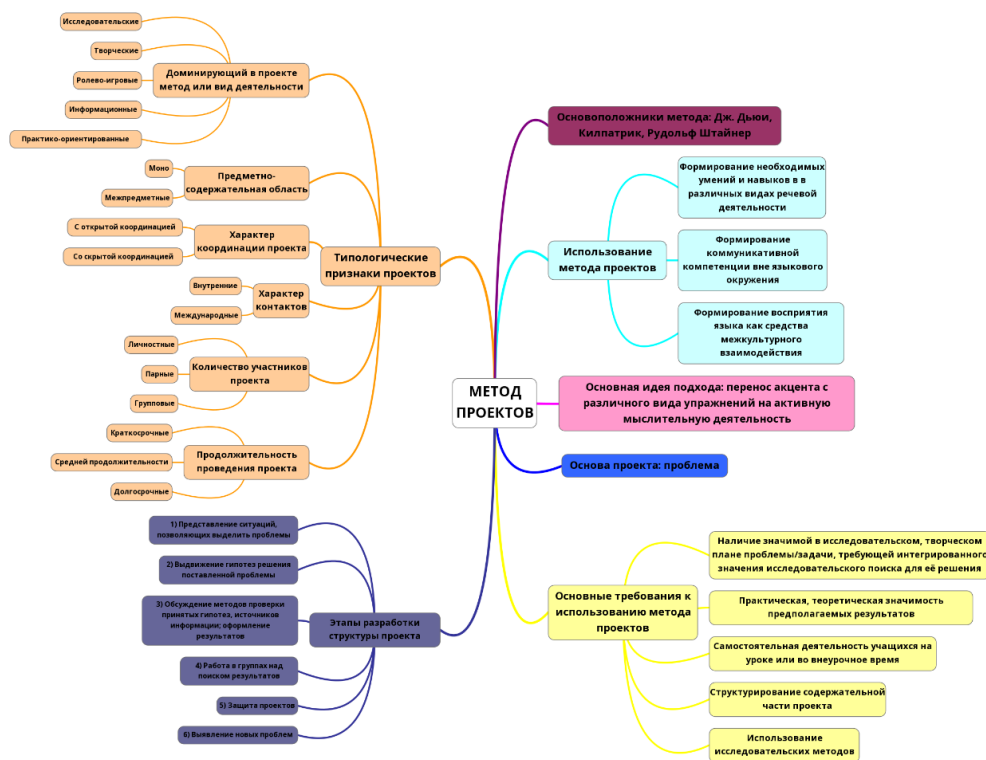 МЕТОД
ПРОЕКТОВ
Основоположники метода: Дж. Дьюи,
Килпатрик, Рудольф Штайнер
Использование
метода проектов
Формирование необходимых
умений и навыков в в
различных видах речевой
деятельности
Формирование
коммуникативной
компетенции вне языкового
окружения
Формирование восприятия
языка как средства
межкультурного
взаимодействия
Основная идея подхода: перенос акцента с
различного вида упражнений на активную
мыслительную деятельность
Основа проекта: проблема
Основные требования к
использованию метода
проектов
Наличие значимой в исследовательском, творческом
плане проблемы/задачи, требующей интегрированного
значения исследовательского поиска для её решения
Практическая, теоретическая значимость
предполагаемых результатов
Самостоятельная деятельность учащихся на
уроке или во внеурочное время
Структурирование содержательной
части проекта
Использование
исследовательских методов
Типологические
признаки проектов
Доминирующий в проекте
метод или вид деятельности
Исследовательские
Творческие
Ролево-игровые
Информационные
Практико-ориентированные
Предметно-
содержательная область
Моно
Межпредметные
Характер
координации проекта
С открытой координацией
Со скрытой координацией
Характер
контактов
Внутренние
Международные
Количество участников
проекта
Личностные
Парные
Групповые
Продолжительность
проведения проекта
Краткосрочные
Средней продолжительности
Долгосрочные
Этапы разработки
структуры проекта
1) Представление ситуаций,
позволяющих выделить проблемы
2) Выдвижение гипотез решения
поставленной проблемы
3) Обсуждение методов проверки
принятых гипотез, источников
информации; оформление
результатов
4) Работа в группах над
поиском результатов
5) Защита проектов
6) Выявление новых проблем